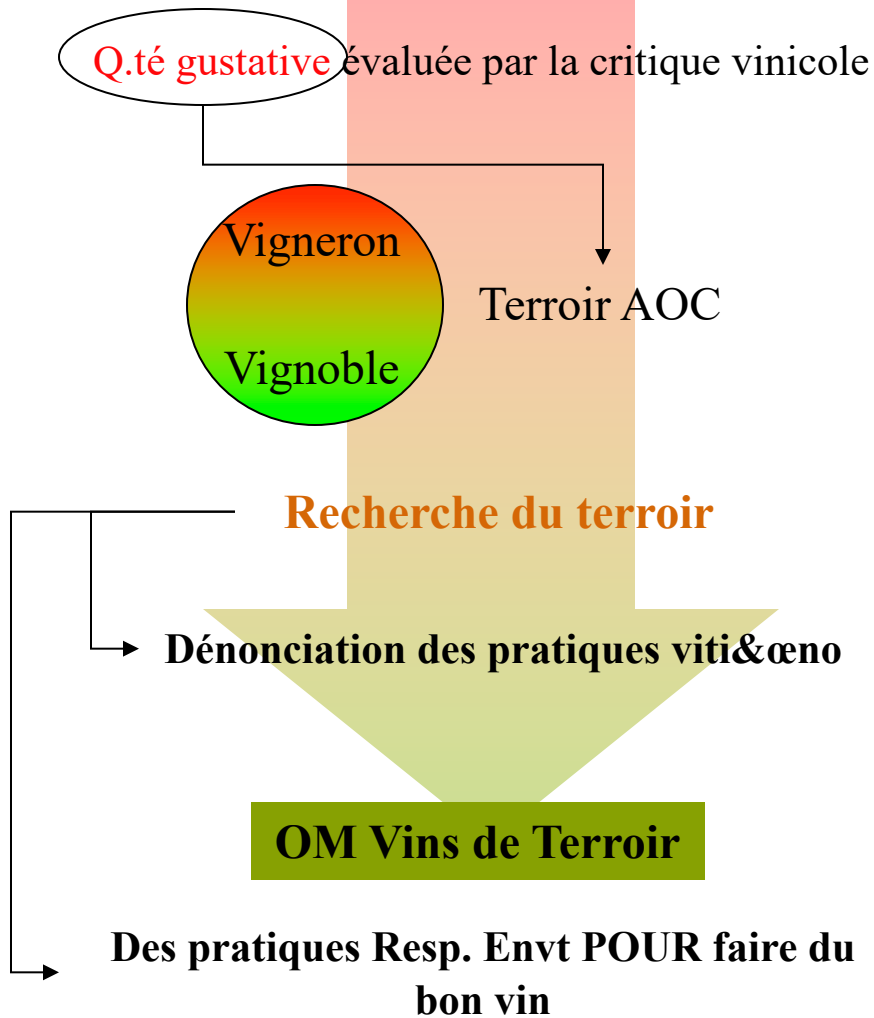 Q.té gustative évaluée par la critique vinicole
Vigneron
Terroir AOC
Vignoble
Recherche du terroir
Dénonciation des pratiques viti&œno
OM Vins de Terroir
Des pratiques Resp. Envt POUR faire du
bon vin